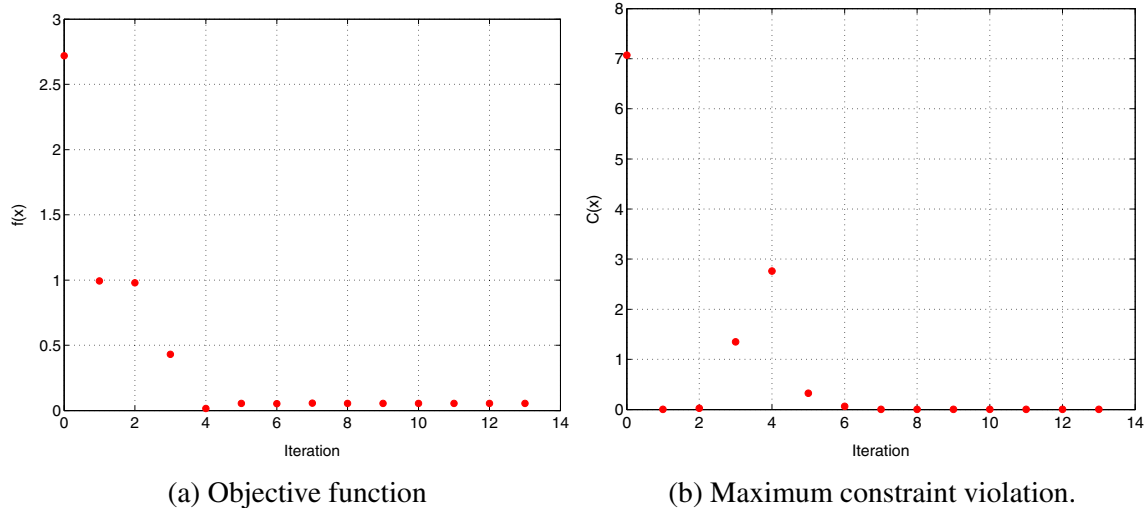 3
2.5
2
1.5
1
0.5
0
f(x)
0 2 4 6 8 10 12 14
Iteration
(a) Objective function
8
7
6
5
4
3
2
1
0
C(x)
0 2 4 6 8 10 12 14
Iteration
(b) Maximum constraint violation.